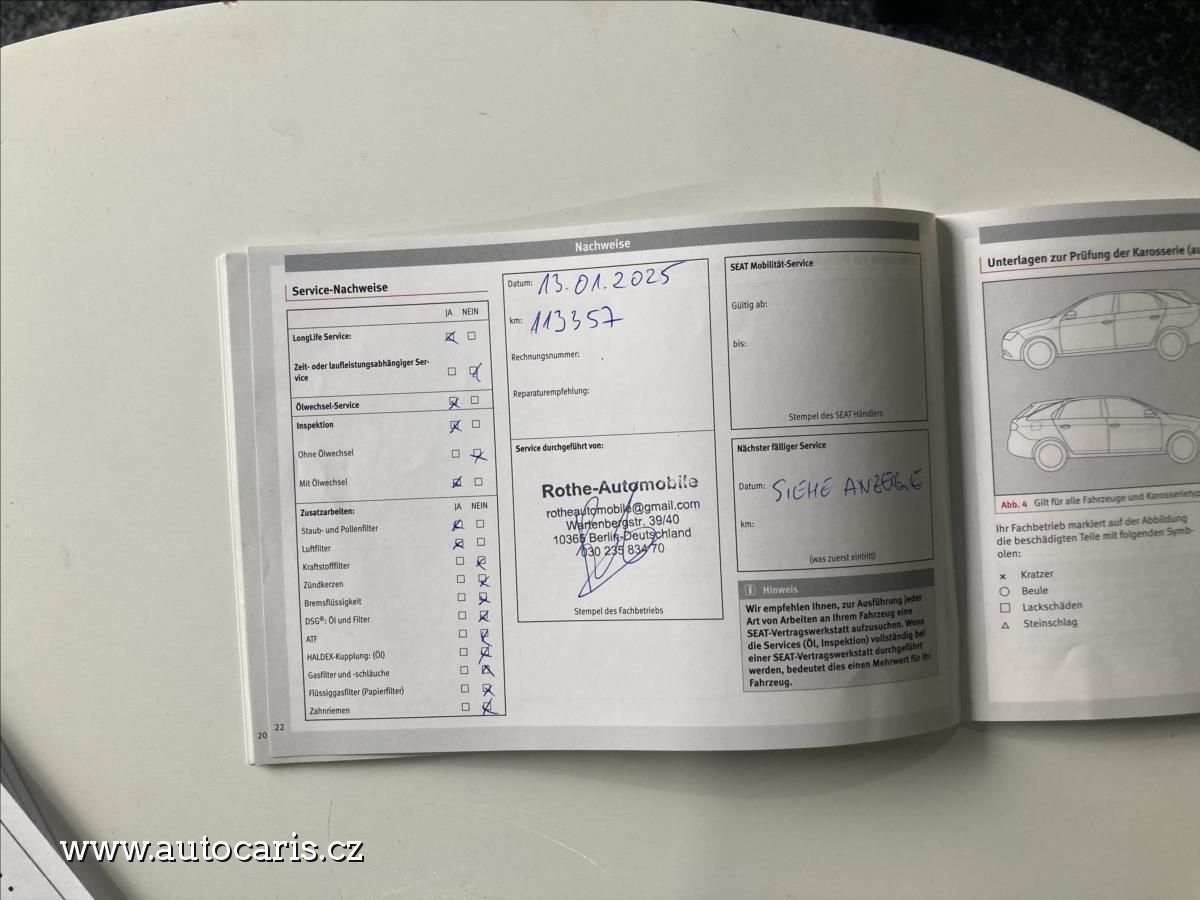 Nachweise
Service-Nachweise
JA NEIN
LongLife Service:
Zeit- oder laufleistungsabhängiger Ser-
vice
Ölwechsel-Service
Inspektion
Ohne Ölwechsel
Mit Ölwechsel
Zusatzarbeiten: JA NEIN
Staub- und Pollenfilter
Luftfilter
Kraftstofffilter
Zündkerzen
Bremsflüssigkeit
DSG®: Öl und Filter
ATF
HALDEX-Kupplung: (Öl)
Gasfilter und -schläuche
Flüssiggasfilter (Papierfilter)
Zahnriemen
20
22
Datum: 13.01.2025
km: 113357
Rechnungsnummer:
Reparaturempfehlung:
Service durchgeführt von:
Rothe-Automobile
rotheautomobile@gmail.com
Wartenbergstr. 39/40
10365 Berlin-Deutschland
030 235 834 70
Stempel des Fachbetriebs
SEAT Mobilität-Service
Gültig ab:
bis:
Stempel des SEAT Händlers
Nächster fälliger Service
Datum: SIEHE ANZEIGE
km:
(was zuerst eintritt)
i Hinweis
Wir empfehlen Ihnen, zur Ausführung jeder
Art von Arbeiten an Ihrem Fahrzeug eine
SEAT-Vertragswerkstatt aufzusuchen. Wenn
die Services (Öl, Inspektion) vollständig bei
einer SEAT-Vertragswerkstatt durchgeführt
werden, bedeutet dies einen Mehrwert für Ihr
Fahrzeug.
Unterlagen zur Prüfung der Karosserie (au
Abb. 4 Gilt für alle Fahrzeuge und Karosserietyp
Ihr Fachbetrieb markiert auf der Abbildung
die beschädigten Teile mit folgenden Symb-
olen:
Kratzer
Beule
Lackschäden
Steinschlag
www.autocaris.cz